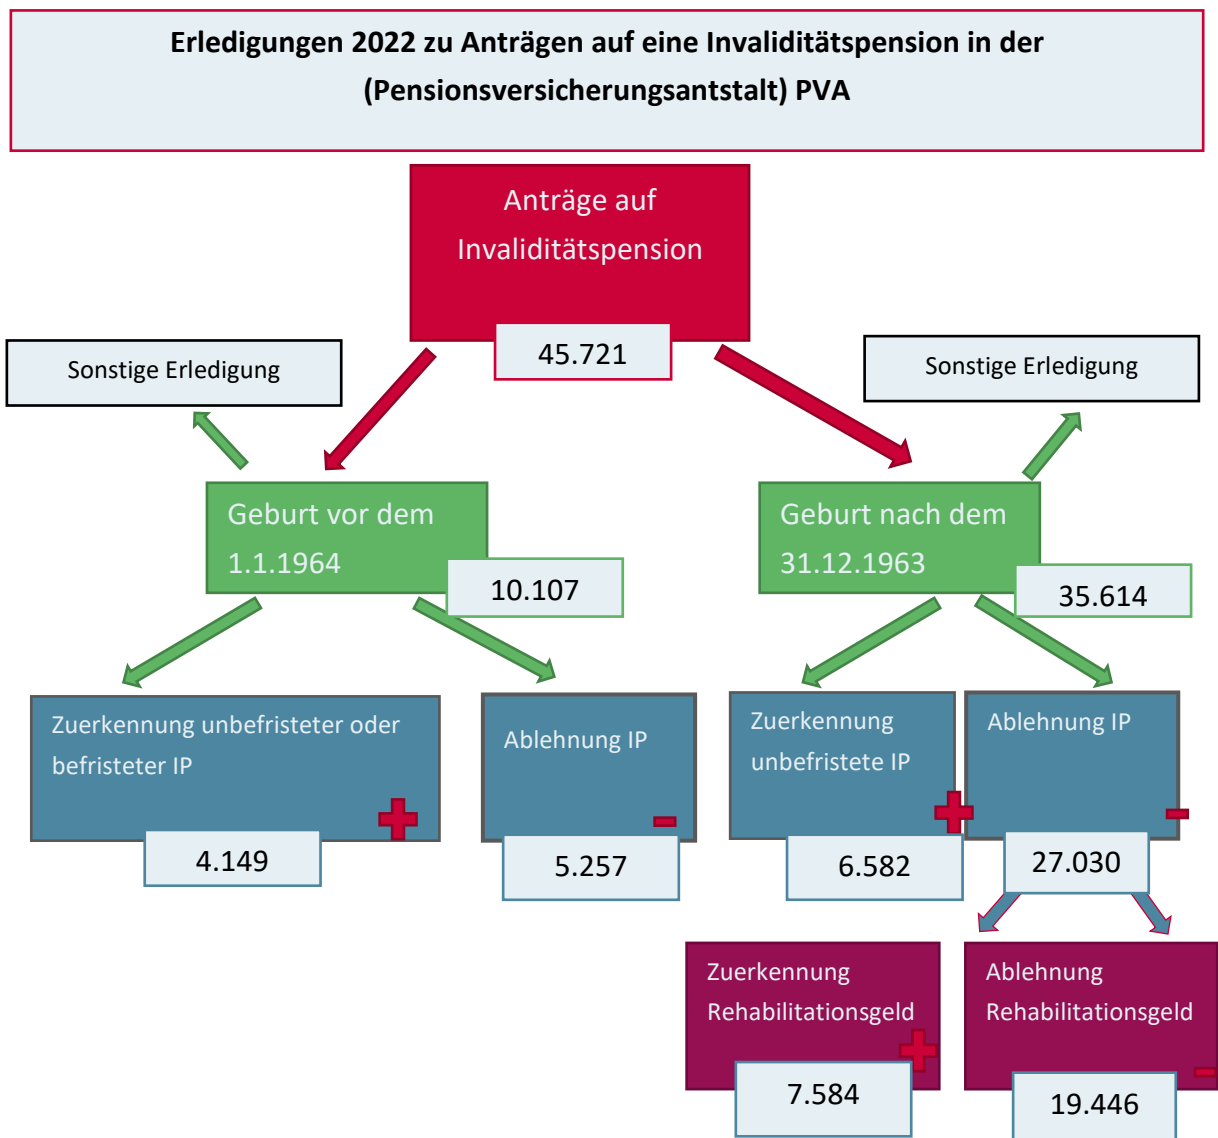 Erledigungen 2022 zu Anträgen auf eine Invaliditätspension in der
(Pensionsversicherungsantstalt) PVA
Anträge auf
Invaliditätspension
45.721
Sonstige Erledigung
Sonstige Erledigung
Geburt vor dem
1.1.1964
10.107
Geburt nach dem
31.12.1963
35.614
Zuerkennung unbefristeter oder
befristeter IP
4.149
Ablehnung IP
5.257
Zuerkennung
unbefristete IP
6.582
Ablehnung IP
27.030
Zuerkennung
Rehabilitationsgeld
7.584
Ablehnung
Rehabilitationsgeld
19.446